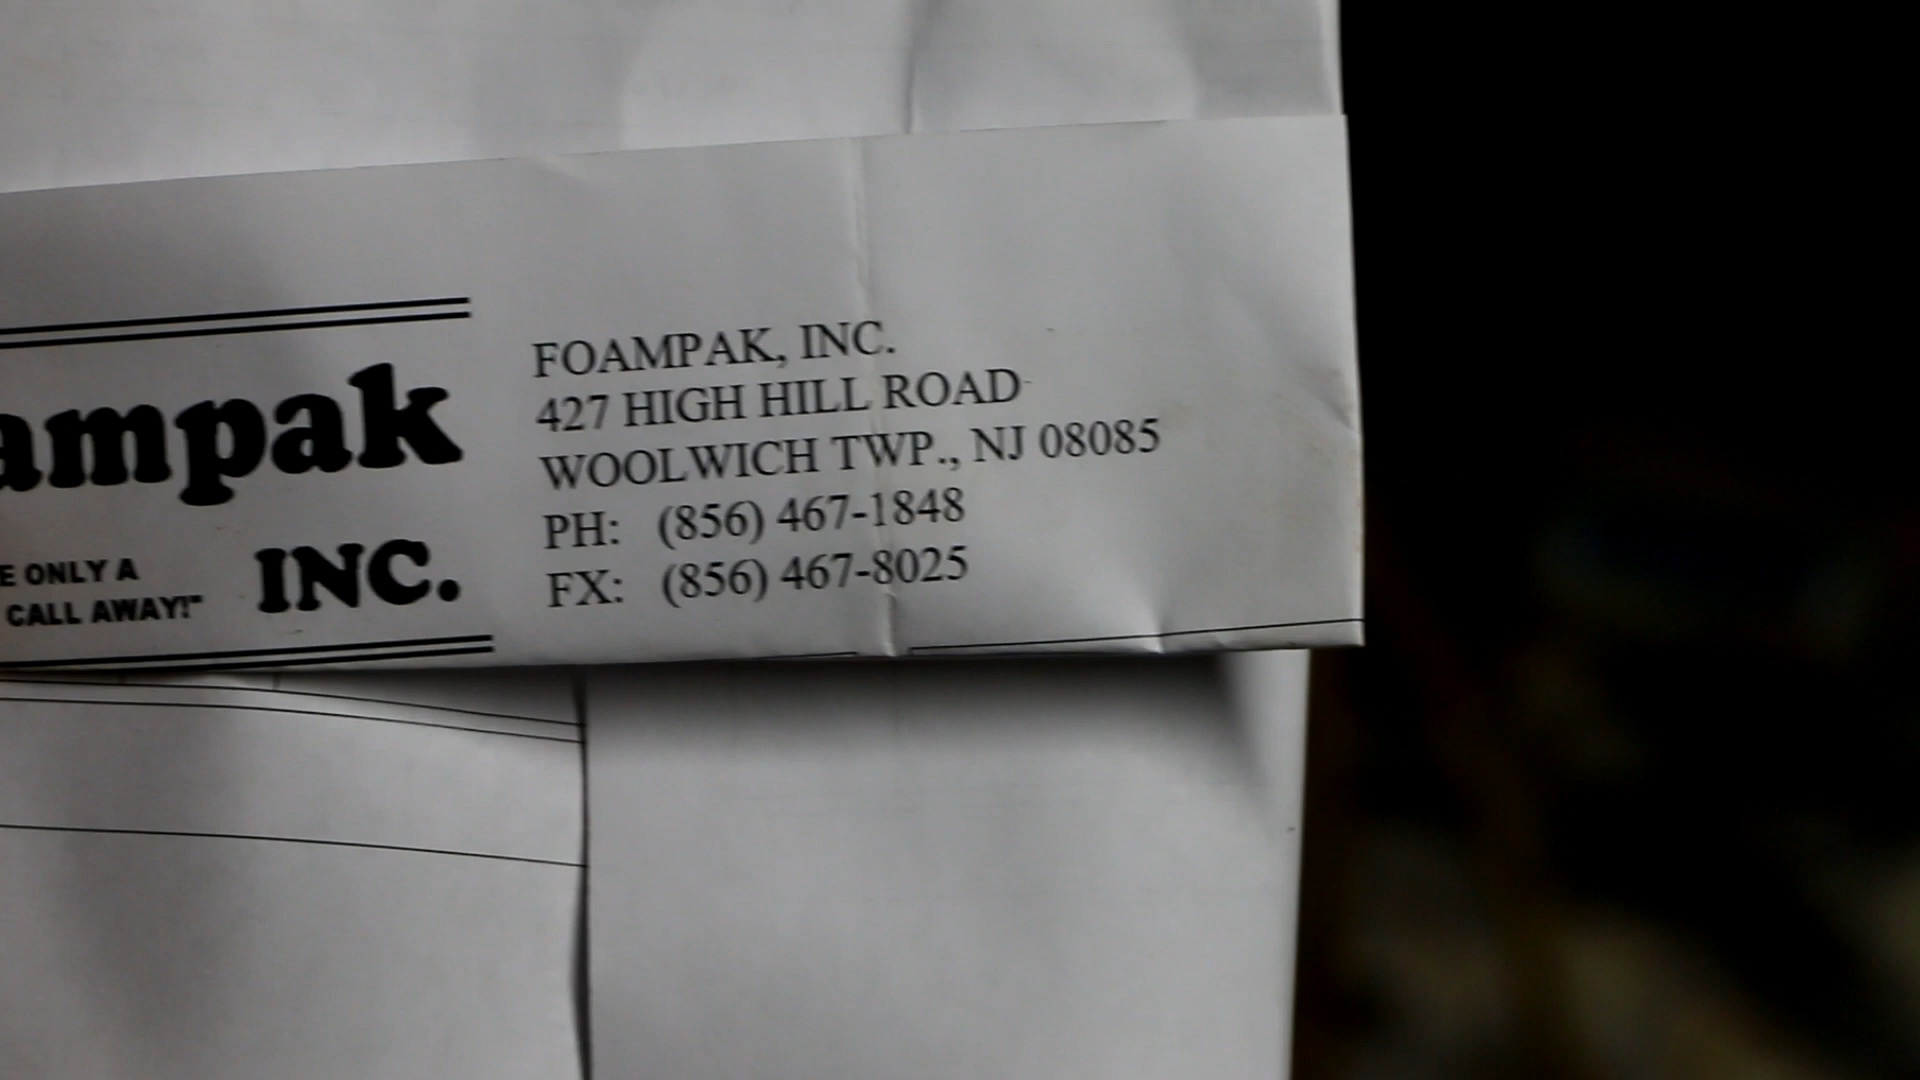 ampak
E ONLY A
CALL AWAY!"
INC.
FOAMPAK, INC.
427 HIGH HILL ROAD
WOOLWICH TWP., NJ 08085
PH: (856) 467-1848
FX: (856) 467-8025